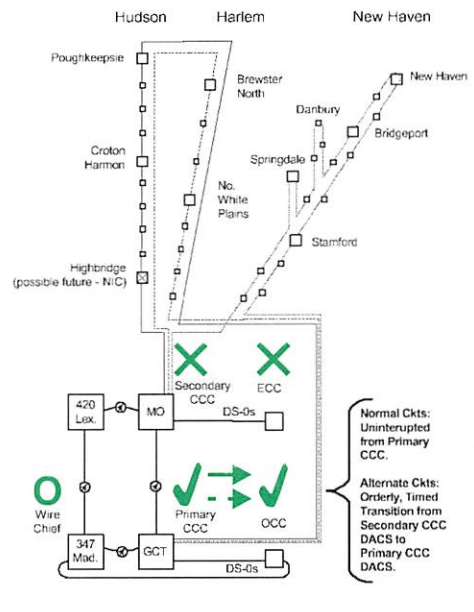 Hudson
Harlem
New Haven
Poughkeepsie
Brewster
North
New Haven
Danbury
Bridgeport
Croton
Harmon
Springdale
No.
White
Plains
Stamford
Highbridge
(possible future - NIC)
Secondary
CCC
ECC
420
Lex.
MO
DS-0s
Normal Ckts:
Uninterupted
from Primary
CCC.
Alternate Ckts:
Orderly, Timed
Transition from
Secondary CCC
DACS to
Primary CCC
DACS.
Wire
Chief
Primary
CCC
OCC
347
Mad.
GCT
DS-0s